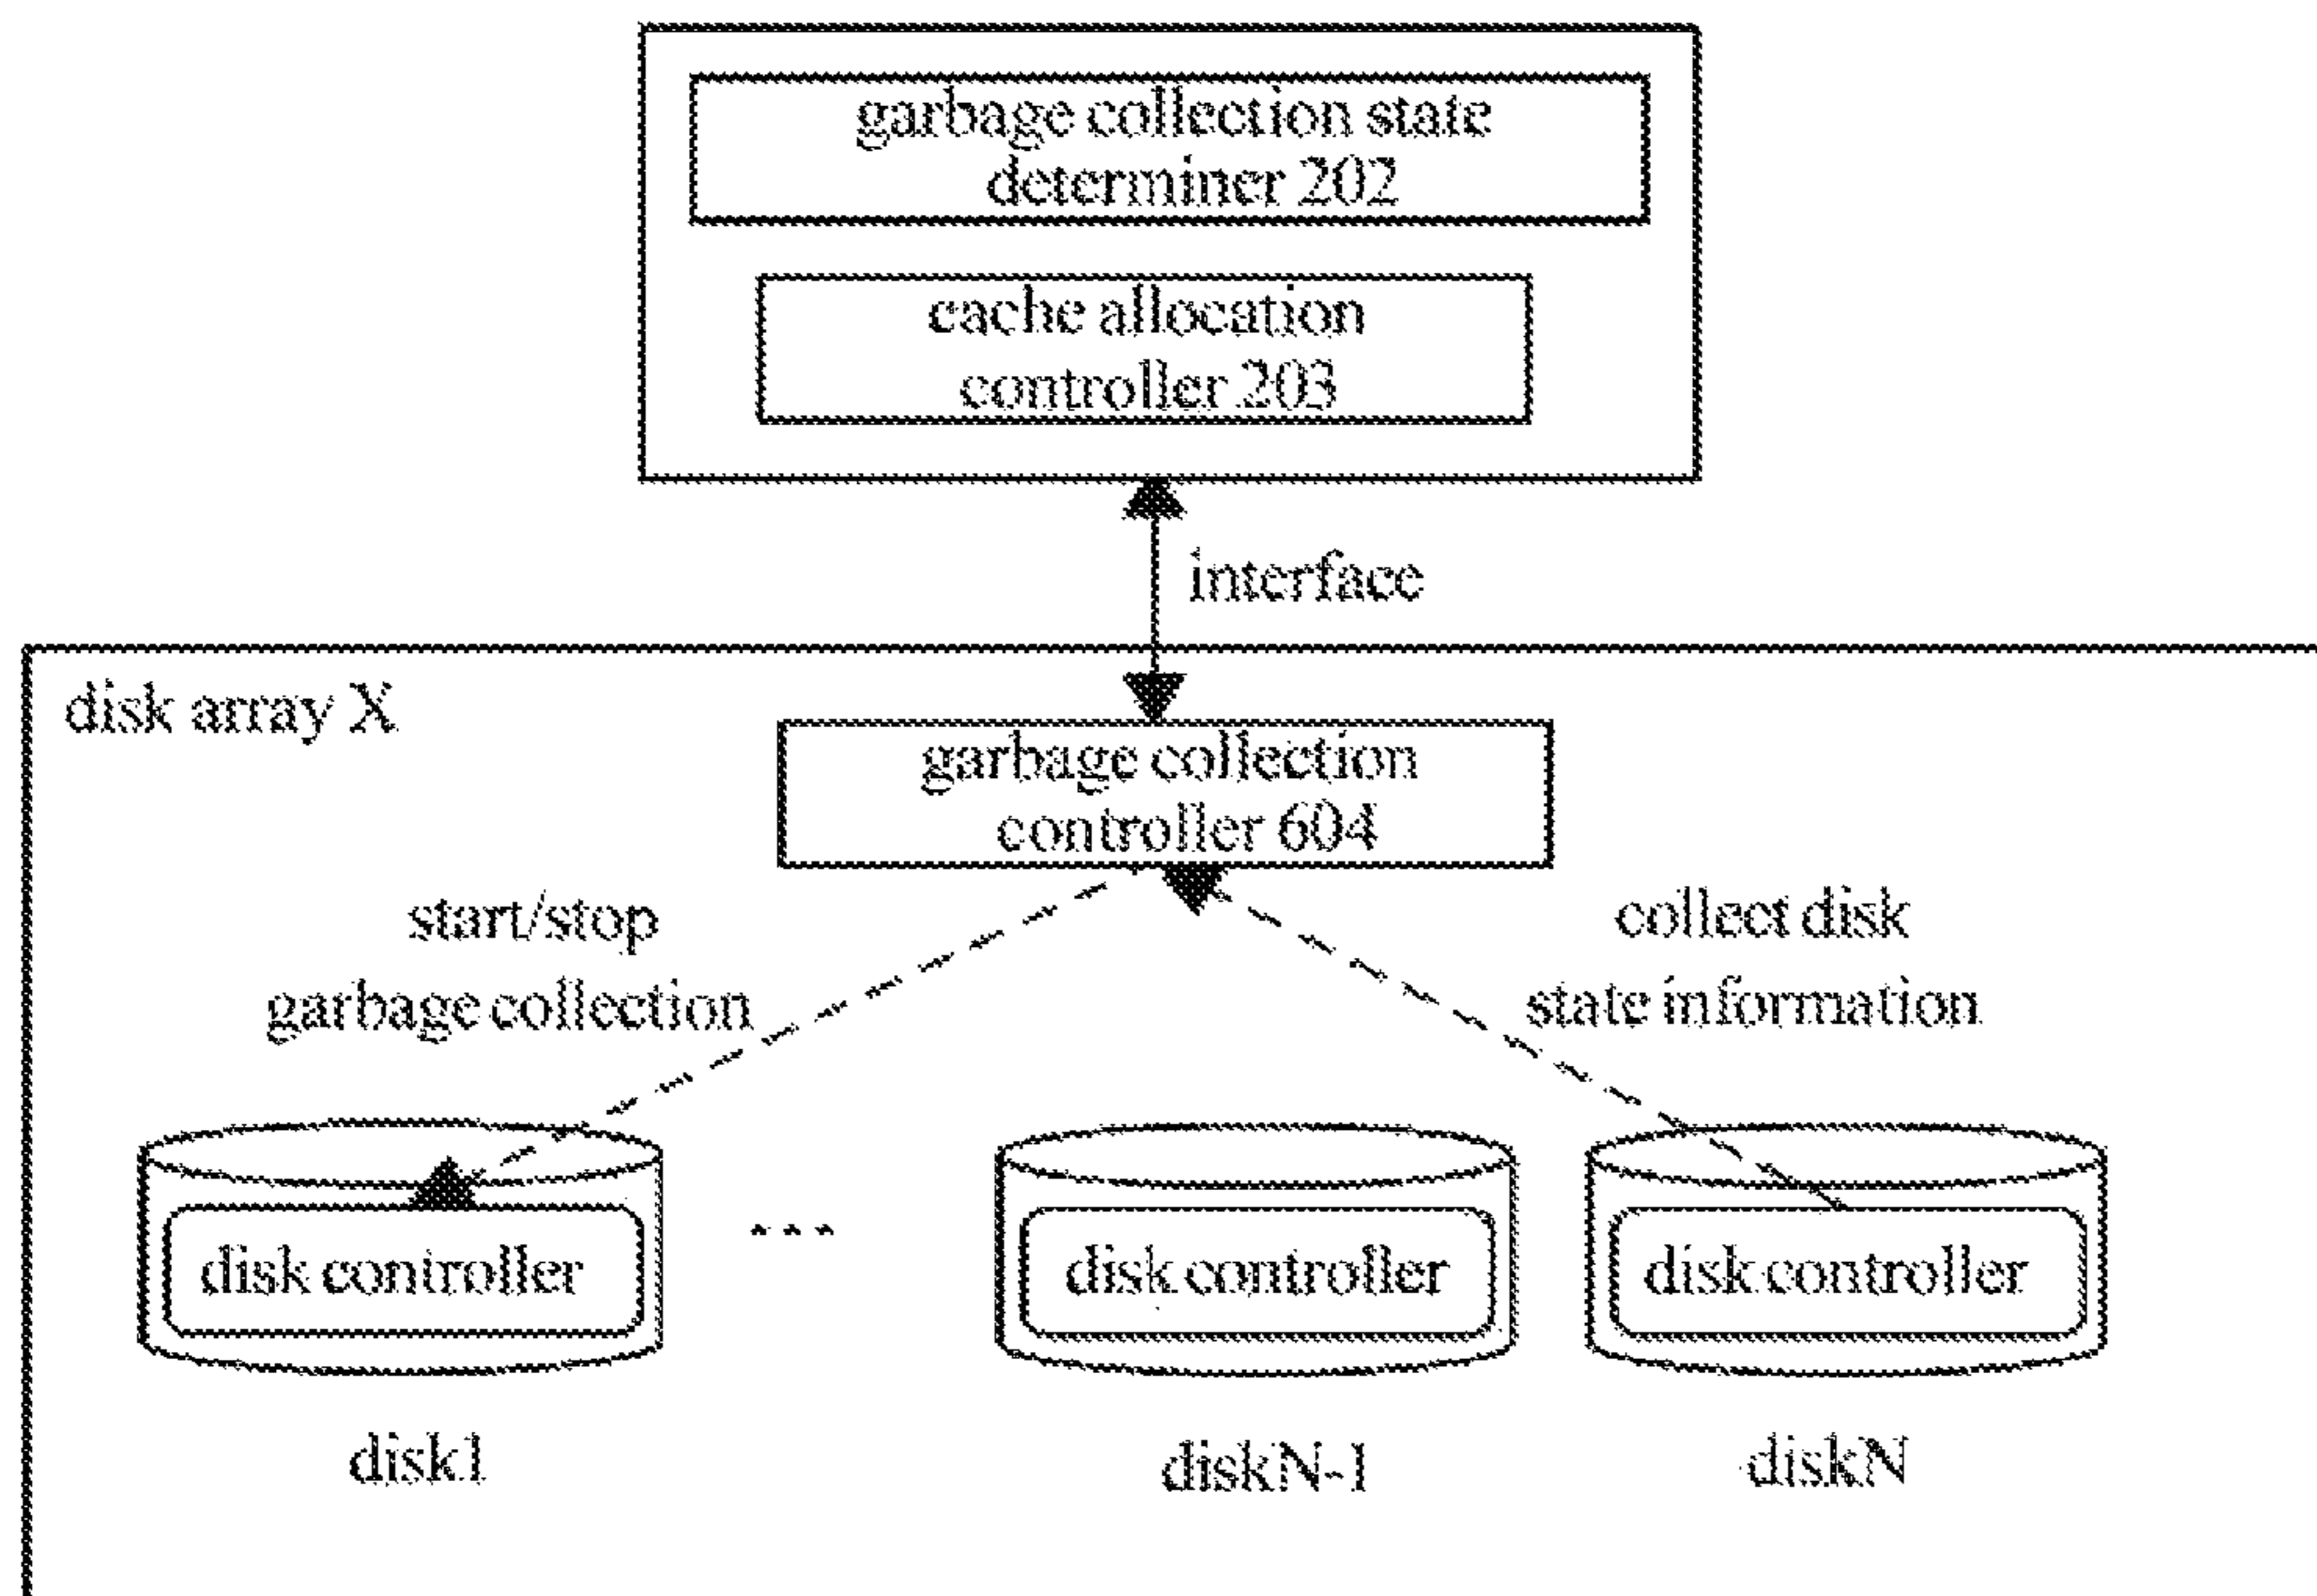 garbage collection state
determiner 202
cache allocation
controller 203
interface
disk array X
garbage collection
controller 604
start/stop
garbage collection
collect disk
state information
disk controller
...
disk controller
disk controller
disk1
diskN-1
diskN